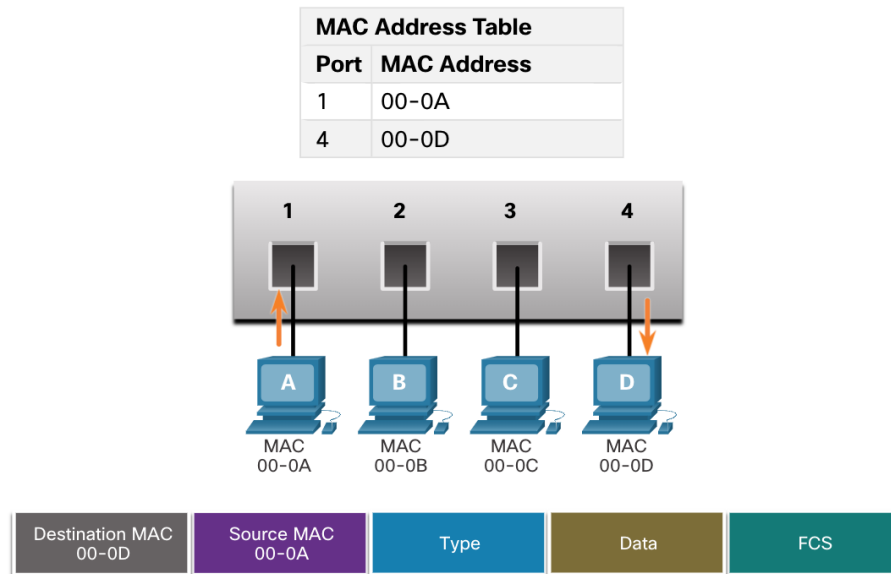 MAC Address Table
Port MAC Address
1 00-0A
4 00-0D
1 2 3 4
A B C D
MAC MAC MAC MAC
00-0A 00-0B 00-0C 00-0D
Destination MAC Source MAC Type Data FCS
00-0D 00-0A